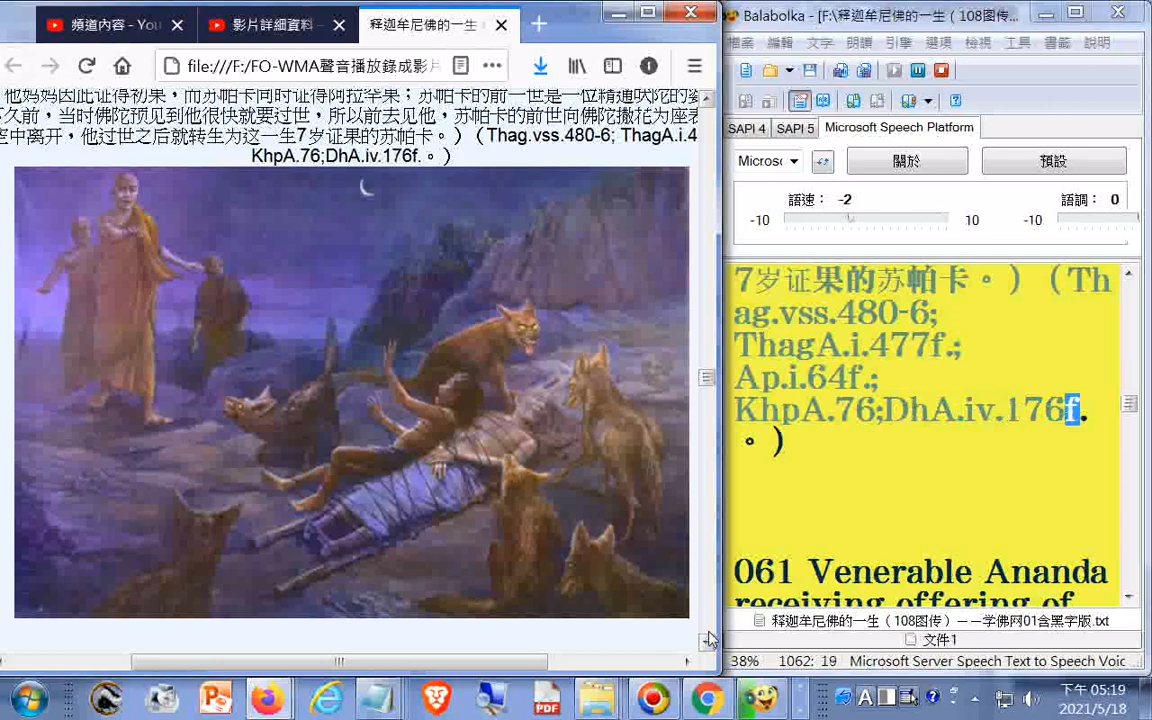 頻道內容 - You
影片詳細資料 -
释迦牟尼佛的一生 (
file:///F:/FO-WMA聲音播放錄成影片
他妈妈因此证得初果，而苏帕卡同时证得阿拉罕果；苏帕卡的前一世是一位精通吠陀的婆
久前，当时佛陀预见到他很快就要过世，所以前去见他，苏帕卡的前世向佛陀撒花为座表
空中离开，他过世之后就转生为这一生7岁证果的苏帕卡。）（Thag.vss.480-6; ThagA.i.4
KhpA.76;DhA.iv.176f.。）
Balabolka - [F:\释迦牟尼佛的一生（108图传）...
檔案 編輯 文字 朗讀 引擎 選項 檢視 工具 書籤 說明
SAPI 4 SAPI 5 Microsoft Speech Platform
Microso 關於 預設
語速： -2 語調： 0
-10 10 -10
7岁证果的苏帕卡。）（Th
ag.vss.480-6;
ThagA.i.477f.;
Ap.i.64f.;
KhpA.76;DhA.iv.176f.
。）
061 Venerable Ananda
receiving offering of
释迦牟尼佛的一生（108图传）——学佛网01含黑字版.txt
文件1
38% 1062: 19 Microsoft Server Speech Text to Speech Voic
下午 05:19
2021/5/18